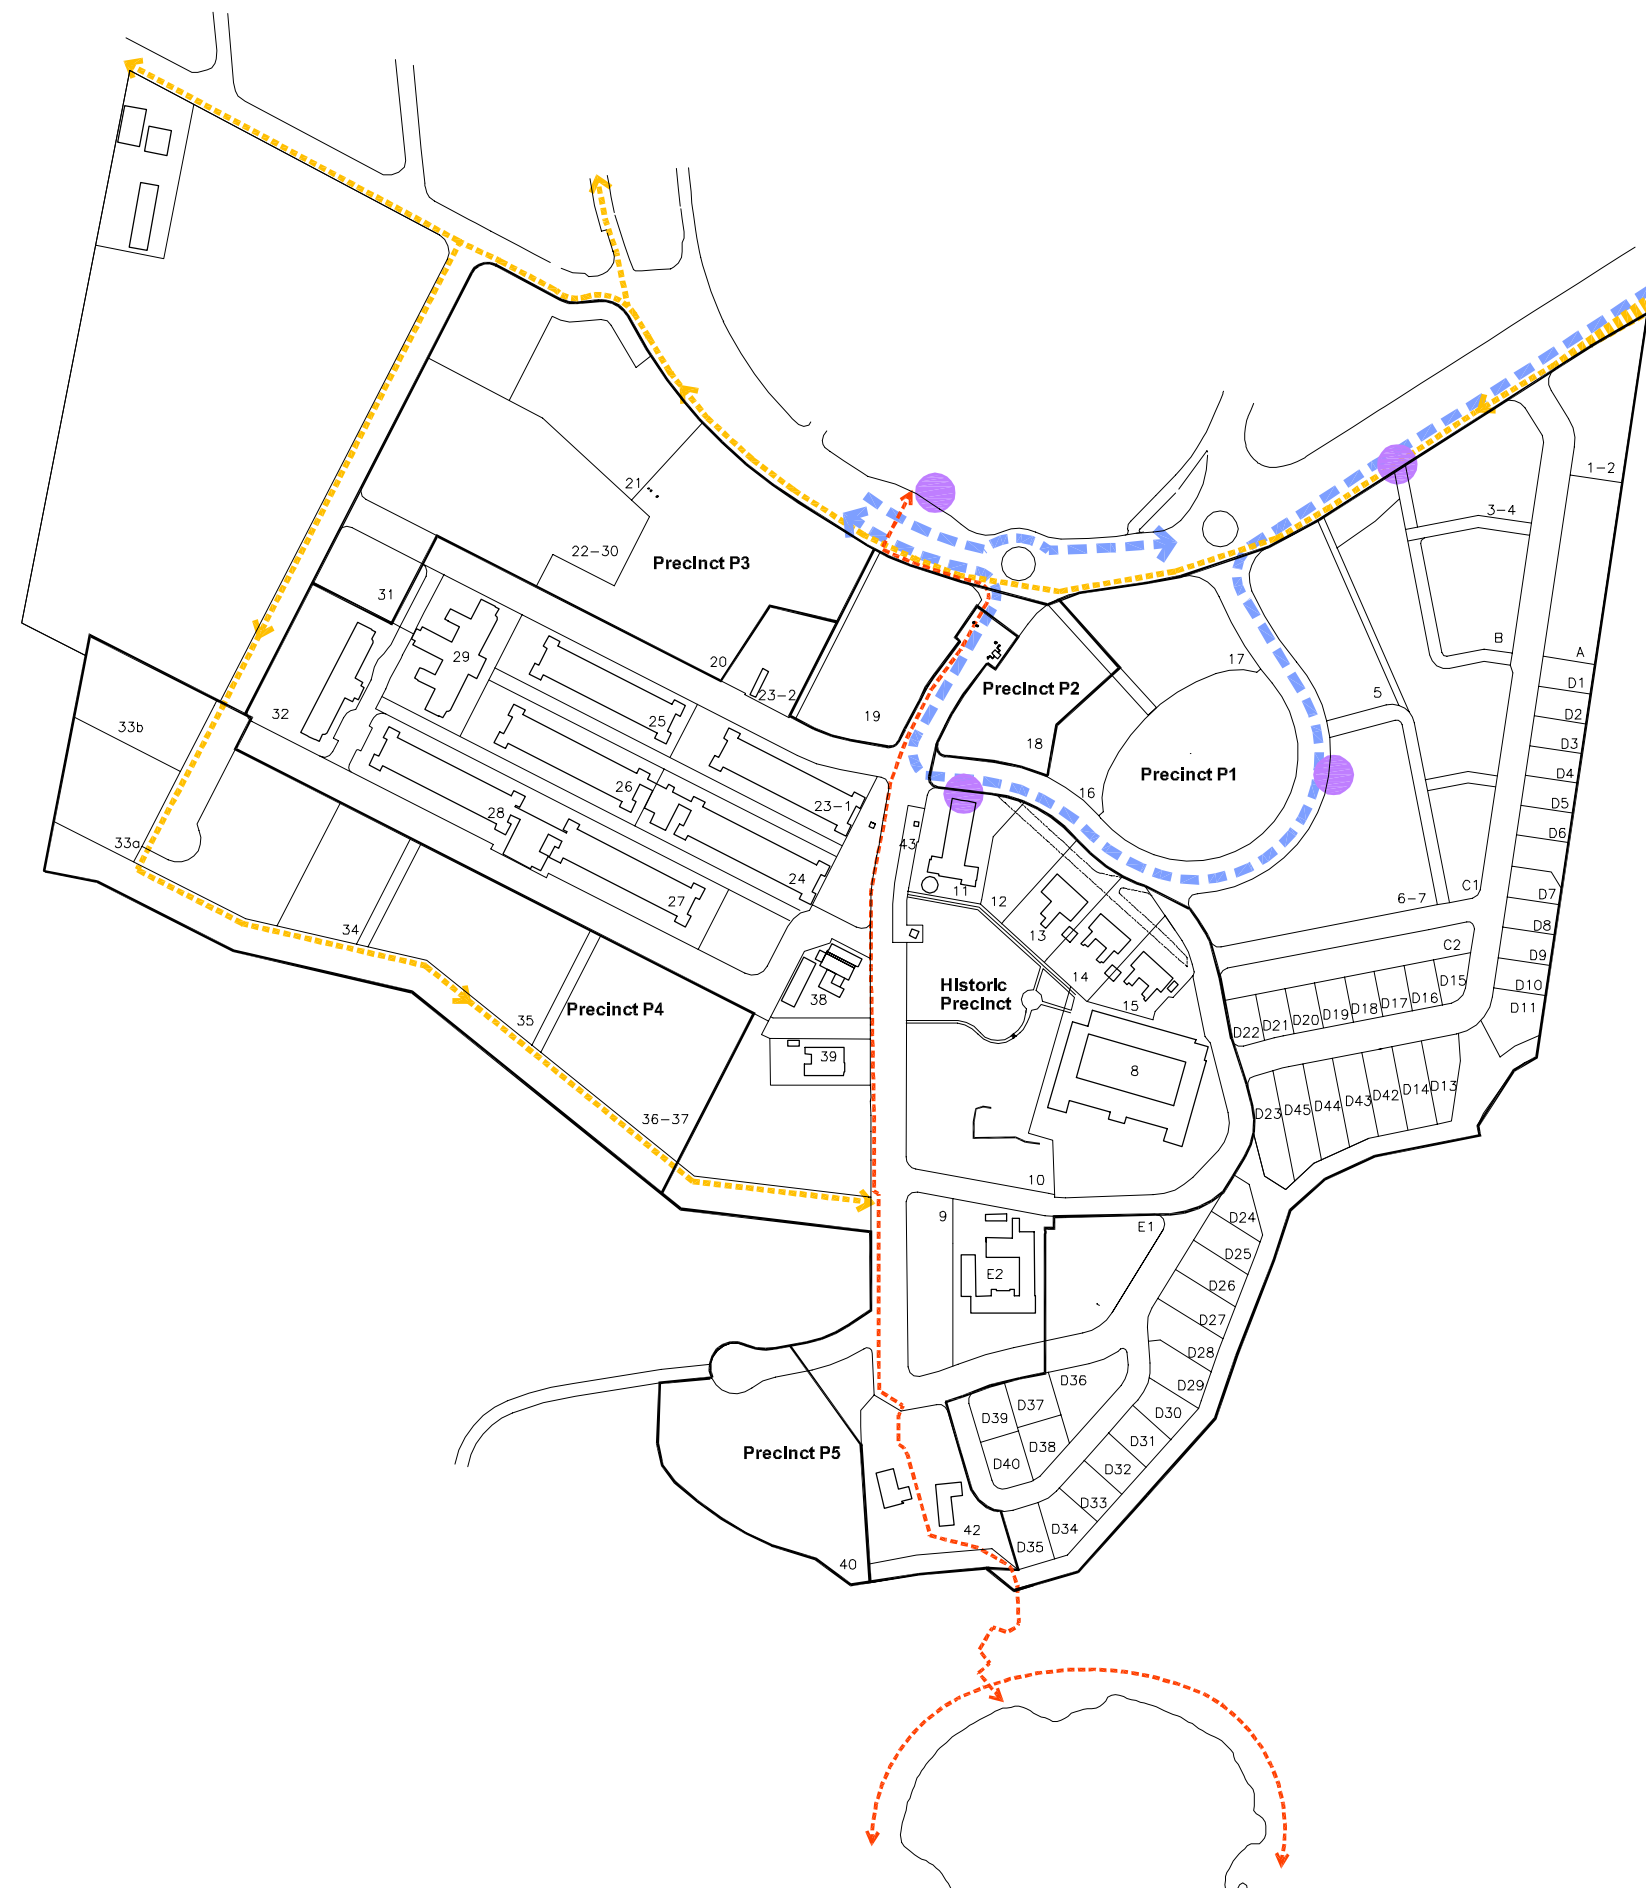 1-2
3-4
21
22-30
PrecInct P3
31
B
A
29
20
17
D1
23-2
PrecInct P2
5
32
25
19
D2
33b
18
D3
26
PrecInct P1
D4
16
23-1
D5
28
43
D6
33a
24
11
C1
D7
27
12
6-7
34
13
D8
C2
D9
14
HIstorIc
PrecInct
D15
D10
38
15
D16
D17
D11
PrecInct P4
35
D18
D19
D20
D21
D22
39
8
D13
D14
D42
D43
D44
D45
D23
36-37
10
9
E1
D24
D25
E2
D26
D27
D28
D36
D29
D37
D39
D30
PrecInct P5
D38
D31
D40
D32
D33
42
D34
D35
40